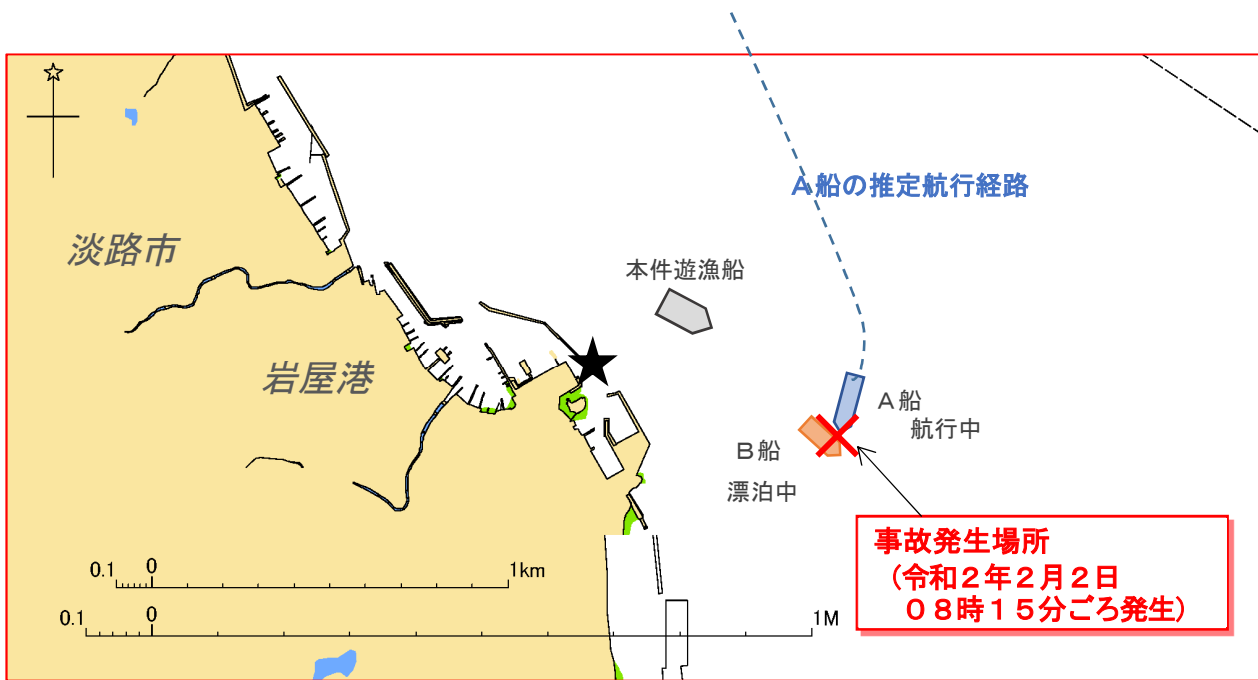 A船の推定航行経路
淡路市
本件遊漁船
岩屋港
A船
航行中
B船
漂泊中
事故発生場所
(令和2年2月2日
08時15分ごろ発生)
0.1 0 1km
0.1 0 1M